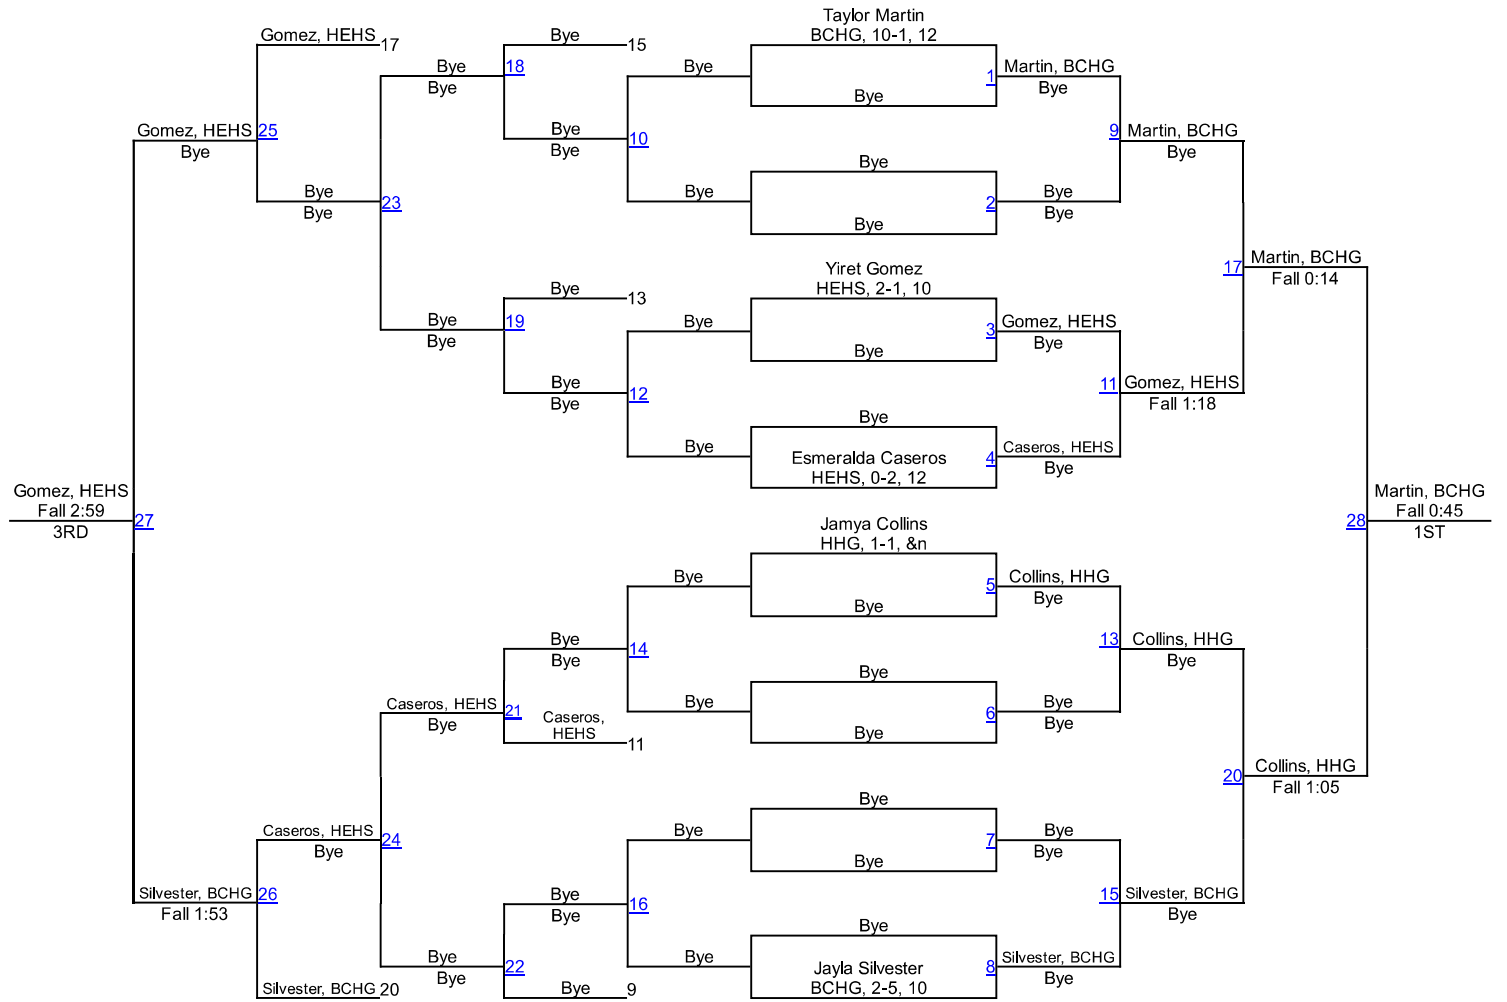 Taylor Martin
BCHG, 10-1, 12
Gomez, HEHS
17
Bye
15
Bye
18
Bye
Bye
1
Martin, BCHG
Bye
Bye
Bye
Gomez, HEHS
25
Bye
Bye
Bye
10
9
Martin, BCHG
Bye
Bye
Bye
23
Bye
Bye
Bye
2
Bye
Bye
Bye
17
Martin, BCHG
Fall 0:14
Yiret Gomez
HEHS, 2-1, 10
Bye
13
Bye
19
Bye
Bye
3
Gomez, HEHS
Bye
Bye
Bye
Bye
12
11
Gomez, HEHS
Fall 1:18
Bye
Bye
Esmeralda Caseros
HEHS, 0-2, 12
4
Caseros, HEHS
Bye
Gomez, HEHS
Fall 2:59
3RD
27
28
Martin, BCHG
Fall 0:45
1ST
Jamya Collins
HHG, 1-1, &n
Bye
5
Collins, HHG
Bye
Bye
Bye
Bye
14
13
Collins, HHG
Bye
Caseros, HEHS
Bye
21
Caseros,
HEHS
11
Bye
Bye
6
Bye
Bye
Bye
20
Collins, HHG
Fall 1:05
Bye
Caseros, HEHS
Bye
24
Bye
7
Bye
Bye
Bye
Silvester, BCHG
Fall 1:53
26
Bye
Bye
16
15
Silvester, BCHG
Bye
Bye
Bye
Bye
22
Bye
Jayla Silvester
BCHG, 2-5, 10
8
Silvester, BCHG
Bye
Silvester, BCHG
20
Bye
9